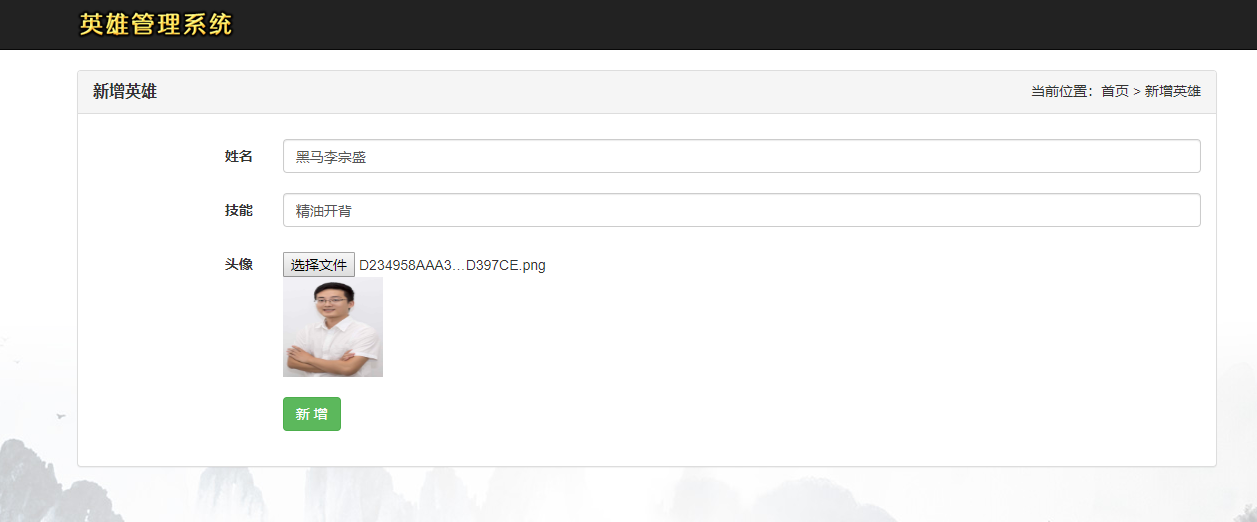 英雄管理系统
新增英雄
当前位置：首页 > 新增英雄
姓名
黑马李宗盛
技能
精油开背
头像
选择文件 D234958AAA3...D397CE.png
新 增